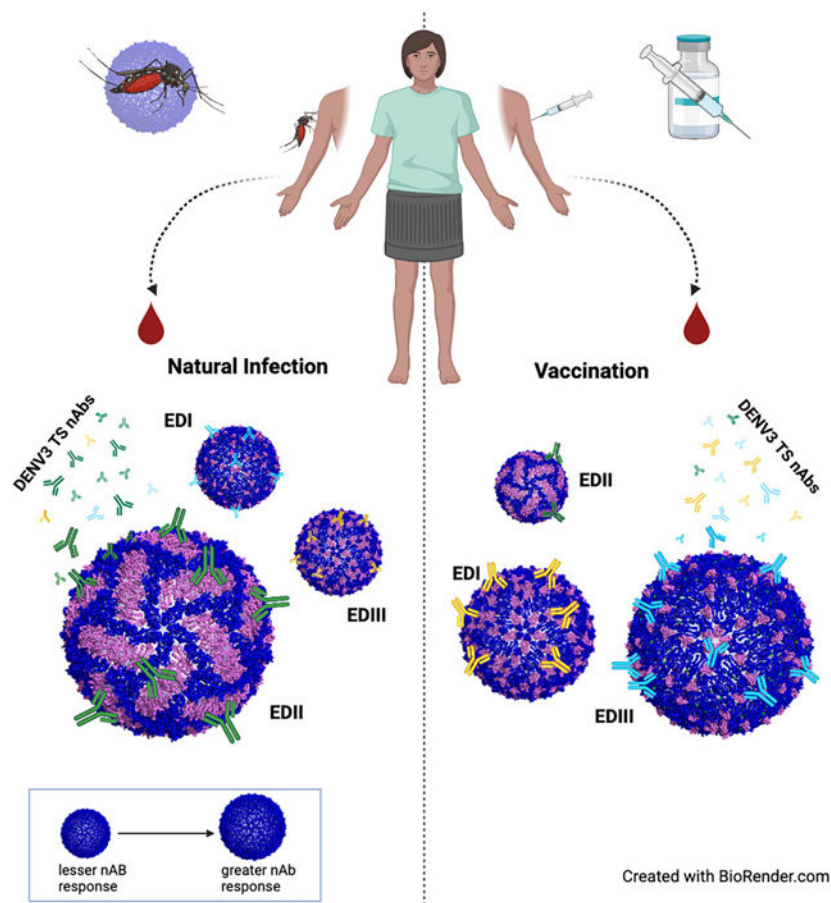 Natural Infection
DENV3 TS nAbs
EDI
EDIII
EDII
lesser nAB
response
greater nAb
response
Vaccination
DENV3 TS nAbs
EDII
EDI
EDIII
Created with BioRender.com